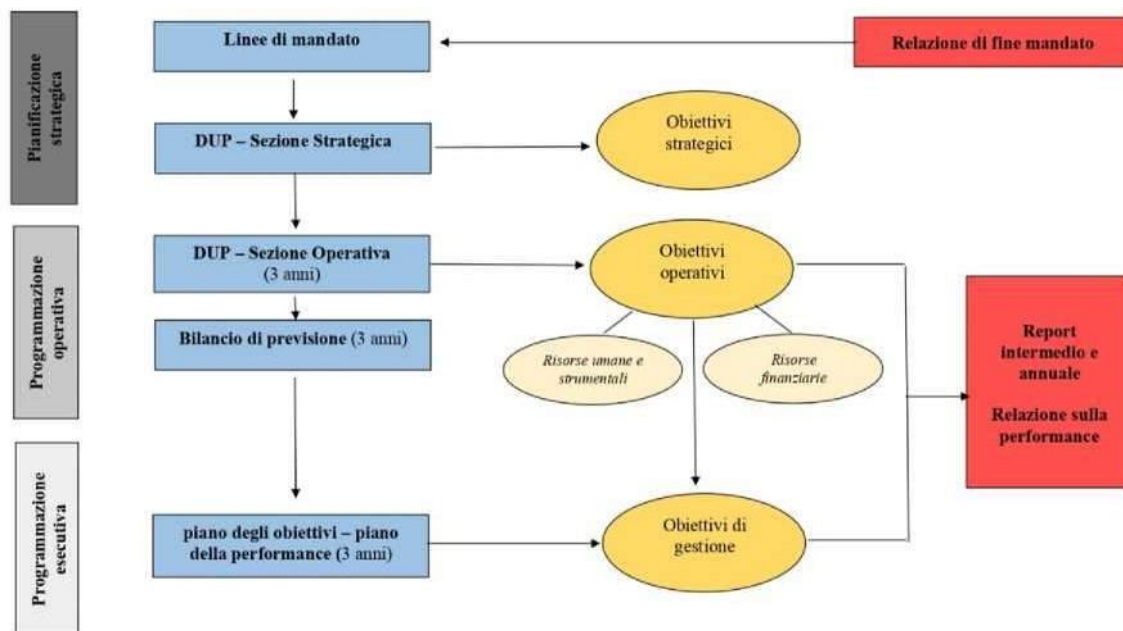 Pianificazione
strategica
Linee di mandato
Relazione di fine mandato
DUP – Sezione Strategica
Obiettivi
strategici
Programmazione
operativa
DUP – Sezione Operativa
(3 anni)
Obiettivi
operativi
Bilancio di previsione (3 anni)
Risorse umane e
strumentali
Risorse
finanziarie
Report
intermedio e
annuale
Relazione sulla
performance
Programmazione
esecutiva
piano degli obiettivi – piano
della performance (3 anni)
Obiettivi di
gestione